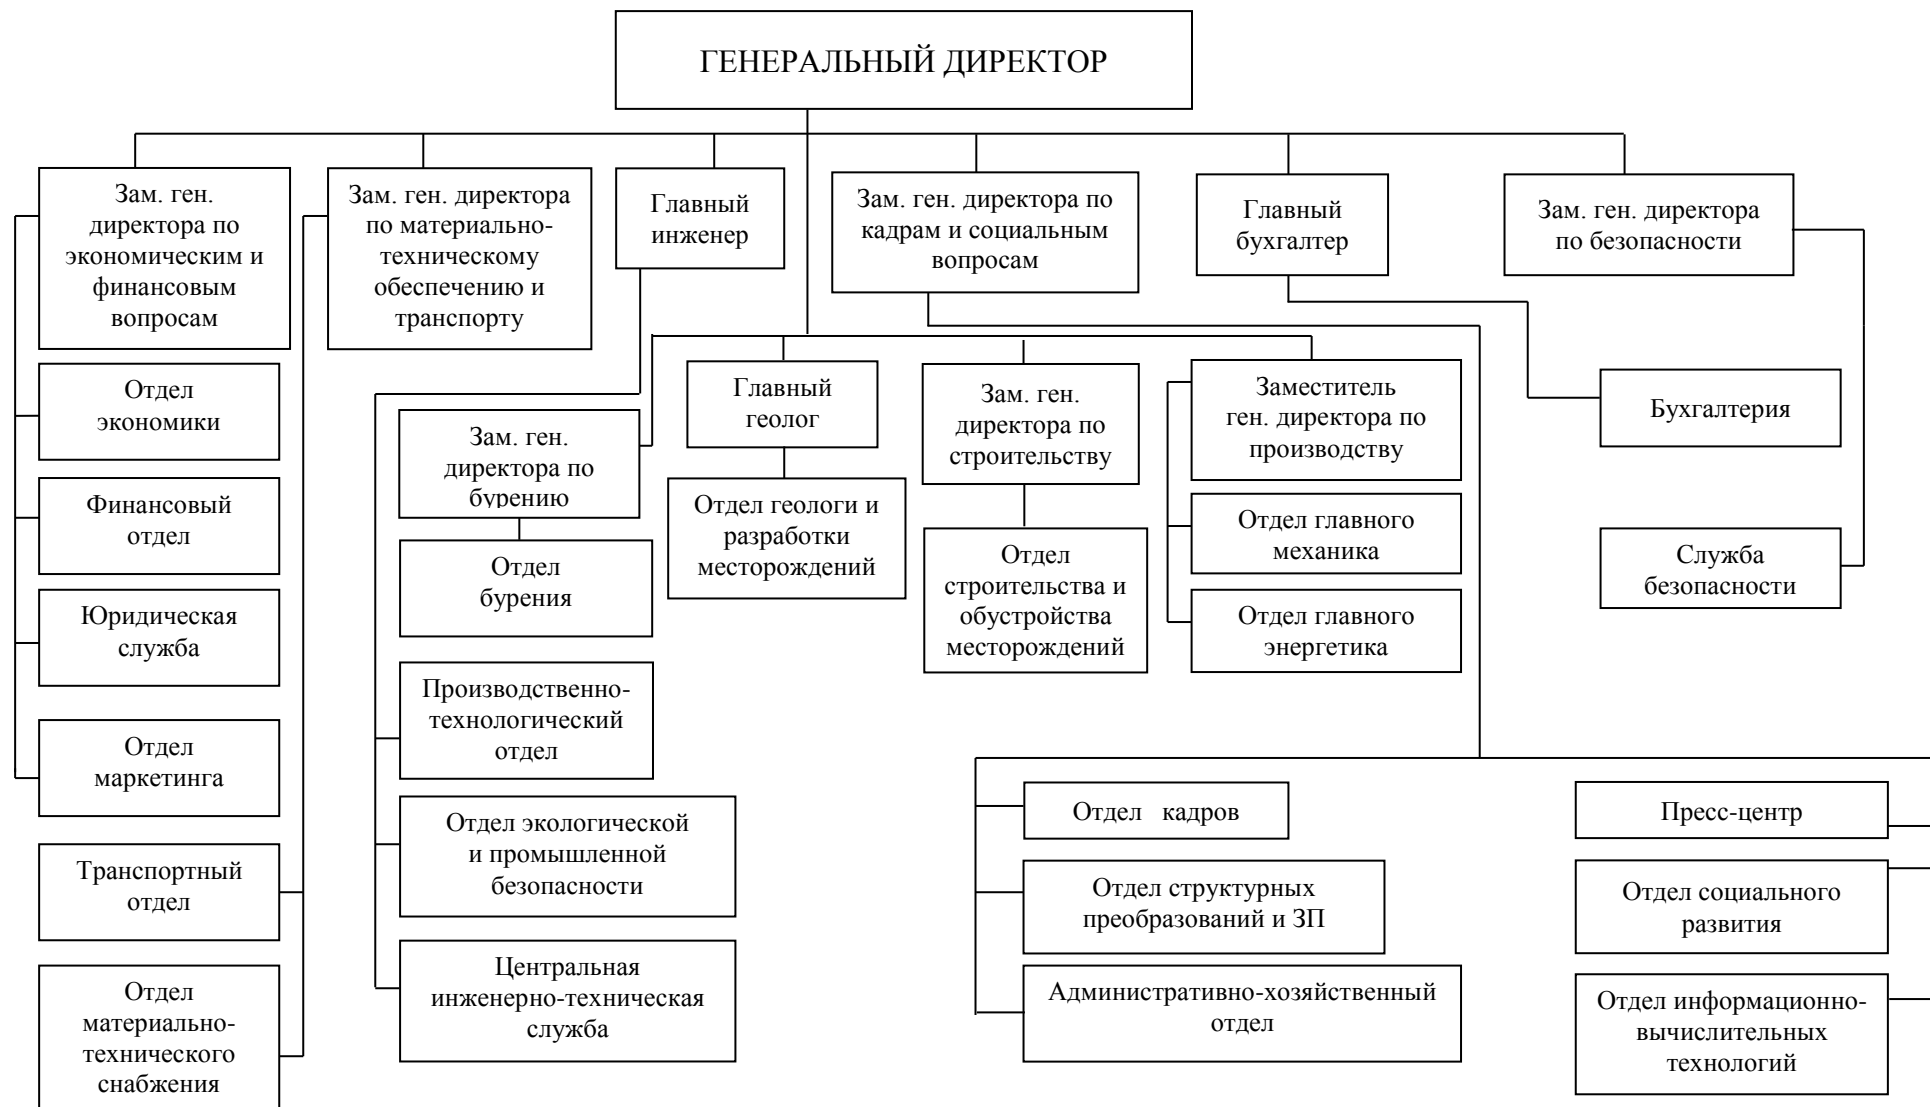 ГЕНЕРАЛЬНЫЙ ДИРЕКТОР
Зам. ген.
директора по
экономическим и
финансовым
вопросам
Зам. ген. директора
по материально-
техническому
обеспечению и
транспорту
Главный
инженер
Зам. ген. директора по
кадрам и социальным
вопросам
Главный
бухгалтер
Зам. ген. директора
по безопасности
Отдел
экономики
Финансовый
отдел
Юридическая
служба
Отдел
маркетинга
Транспортный
отдел
Отдел
материально-
технического
снабжения
Зам. ген.
директора по
бурению
Отдел
бурения
Производственно-
технологический
отдел
Отдел экологической
и промышленной
безопасности
Центральная
инженерно-техническая
служба
Главный
геолог
Отдел геологи и
разработки
месторождений
Зам. ген.
директора по
строительству
Отдел
строительства и
обустройства
месторождений
Заместитель
ген. директора по
производству
Отдел главного
механика
Отдел главного
энергетика
Бухгалтерия
Служба
безопасности
Отдел кадров
Отдел структурных
преобразований и ЗП
Административно-хозяйственный
отдел
Пресс-центр
Отдел социального
развития
Отдел информационно-
вычислительных
технологий